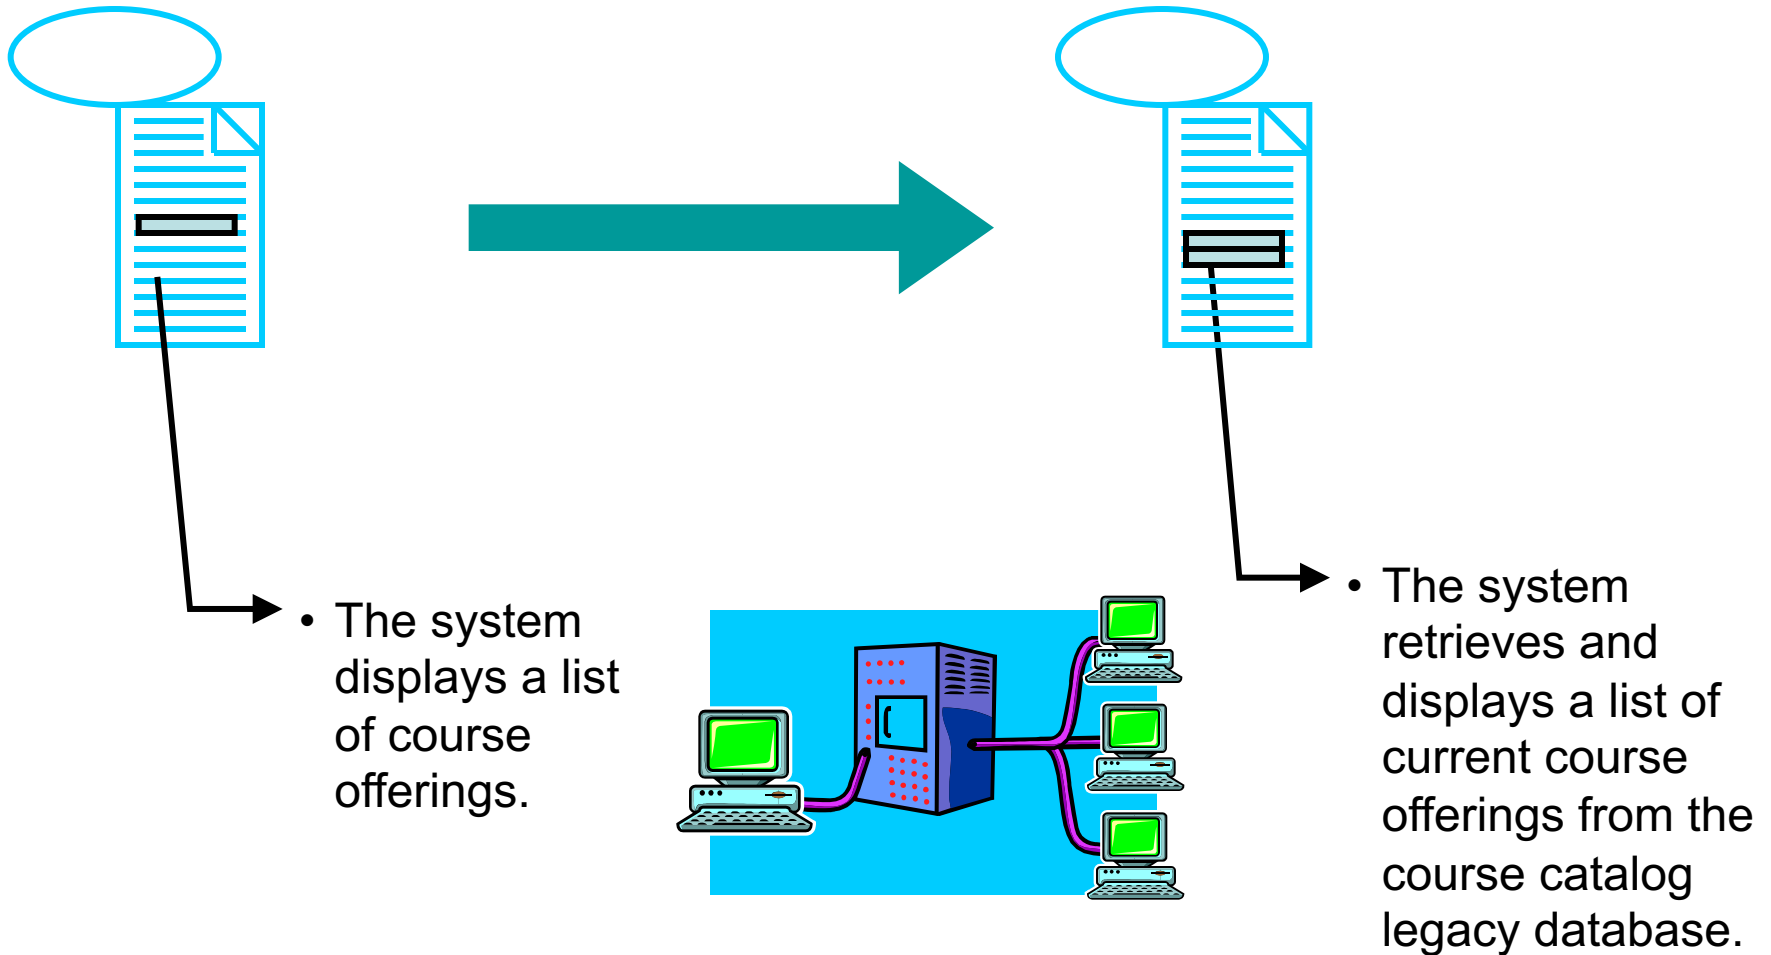 • The system
displays a list
of course
offerings.
• The system
retrieves and
displays a list of
current course
offerings from the
course catalog
legacy database.